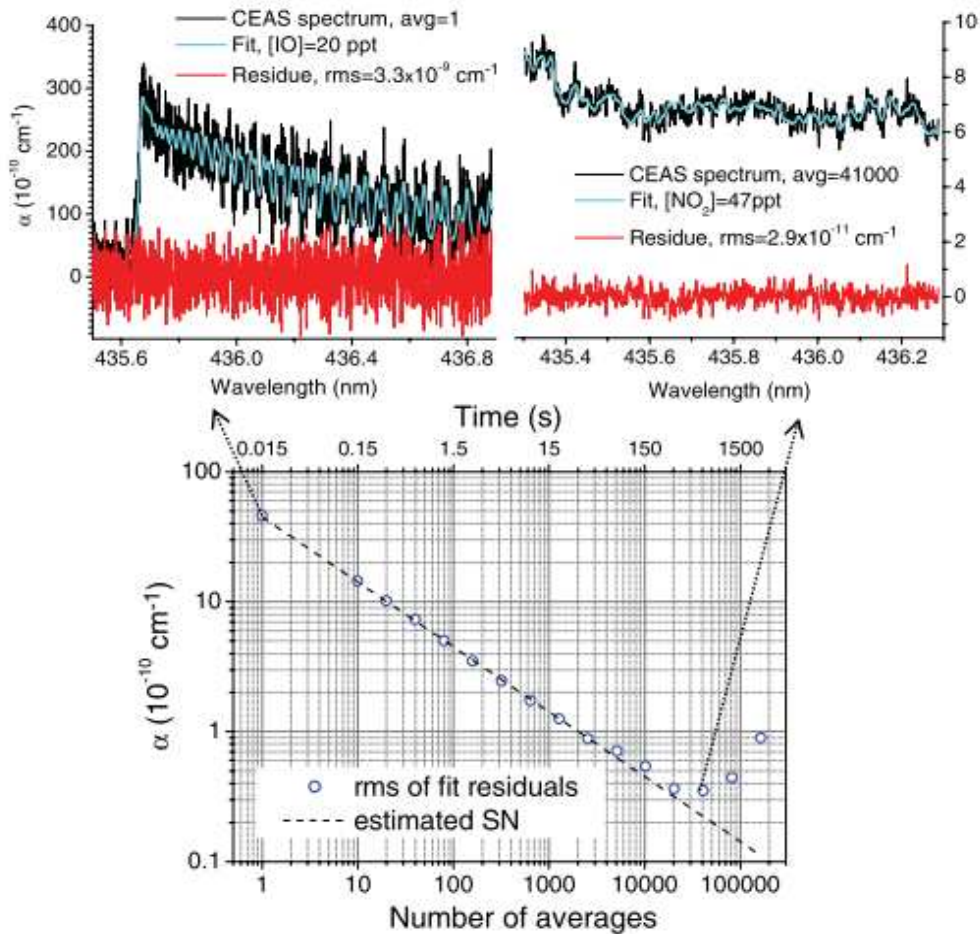 CEAS spectrum, avg=1
Fit, [IO]=20 ppt
Residue, rms=3.3x10⁻⁹ cm⁻¹
400
300
200
100
0
α (10⁻¹⁰ cm⁻¹)
435.6 436.0 436.4 436.8
Wavelength (nm)
CEAS spectrum, avg=41000
Fit, [NO₂]=47ppt
Residue, rms=2.9x10⁻¹¹ cm⁻¹
10
8
6
4
2
0
435.4 435.6 435.8 436.0 436.2
Wavelength (nm)
Time (s)
0.015 0.15 1.5 15 150 1500
100
10
1
0.1
α (10⁻¹⁰ cm⁻¹)
rms of fit residuals
estimated SN
1 10 100 1000 10000 100000
Number of averages